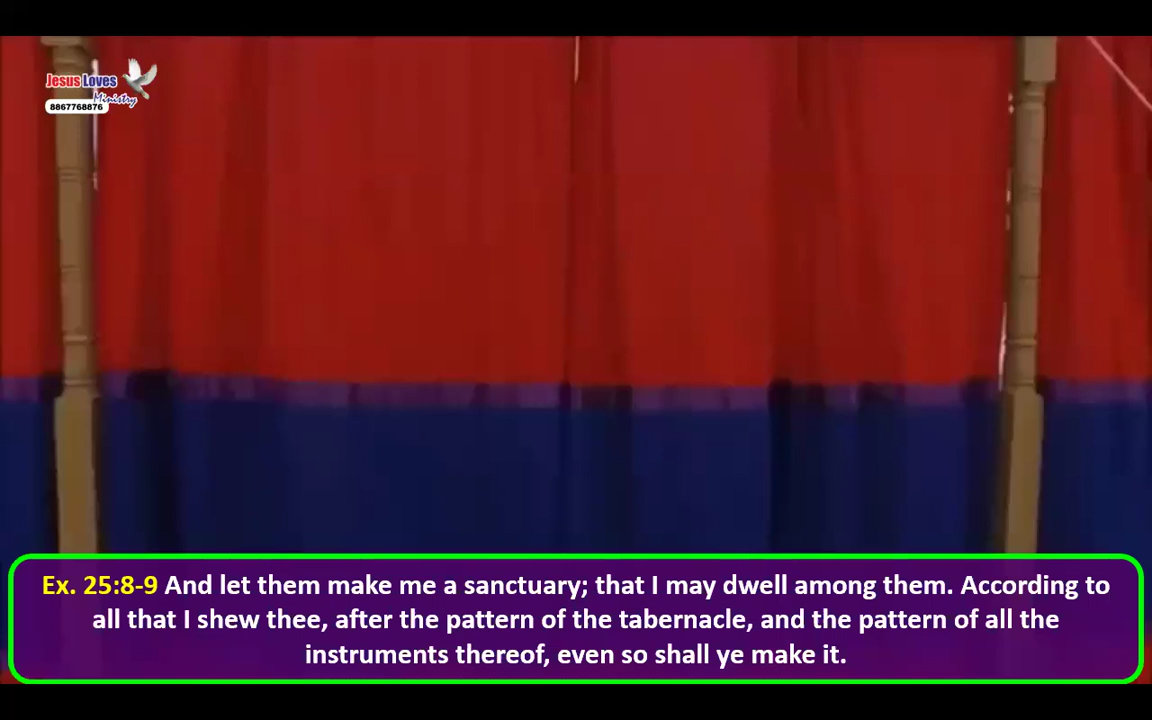 Jesus Loves
Ministry
8867768876
Ex. 25:8-9 And let them make me a sanctuary; that I may dwell among them. According to
all that I shew thee, after the pattern of the tabernacle, and the pattern of all the
instruments thereof, even so shall ye make it.